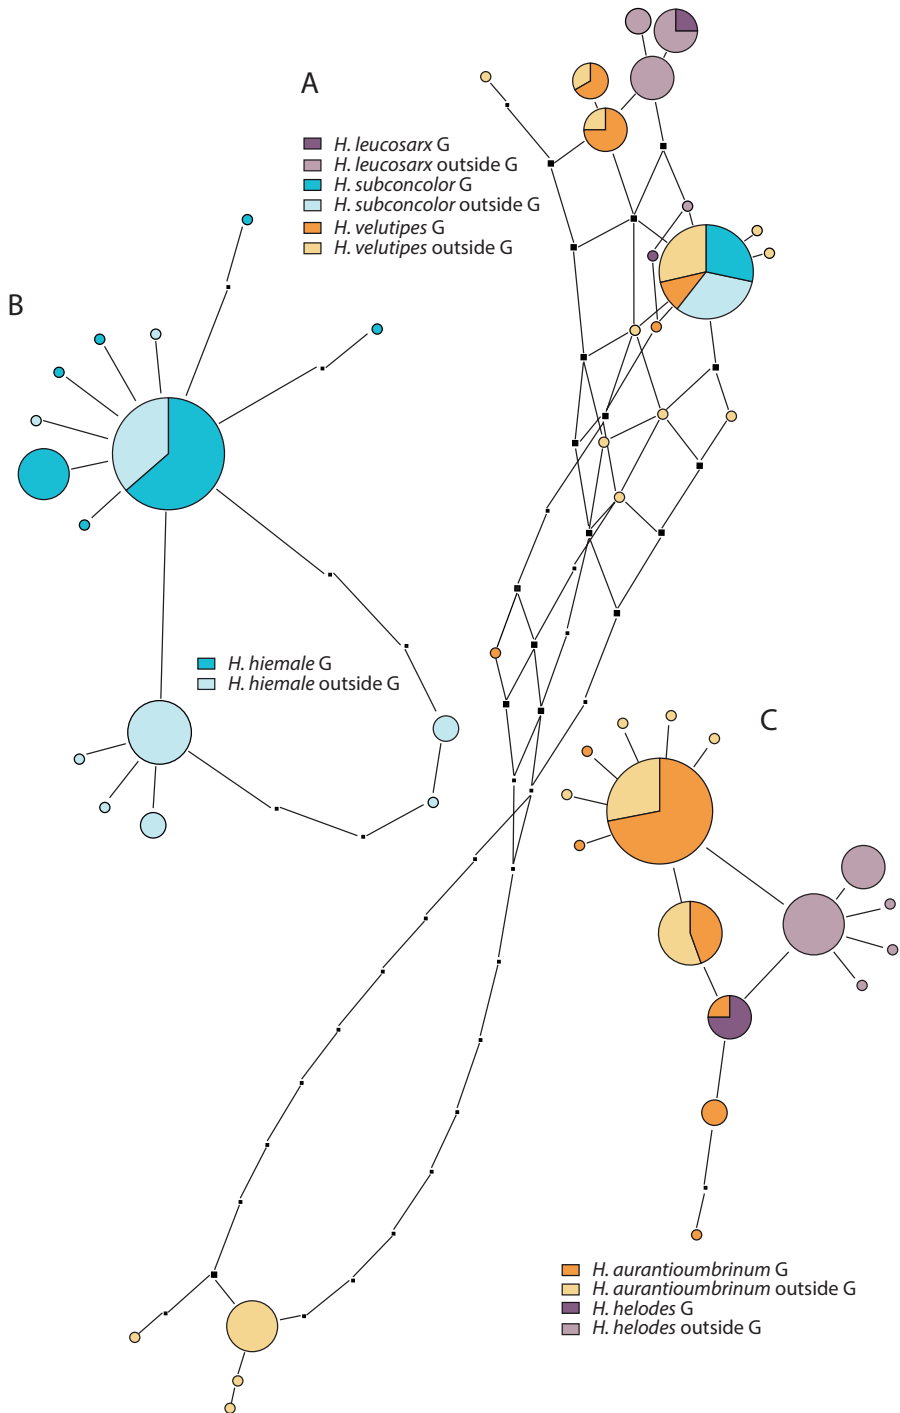 A
H. leucosarx G
H. leucosarx outside G
H. subconcolor G
H. subconcolor outside G
H. velutipes G
H. velutipes outside G
B
H. hiemale G
H. hiemale outside G
C
H. aurantioumbrinum G
H. aurantioumbrinum outside G
H. helodes G
H. helodes outside G